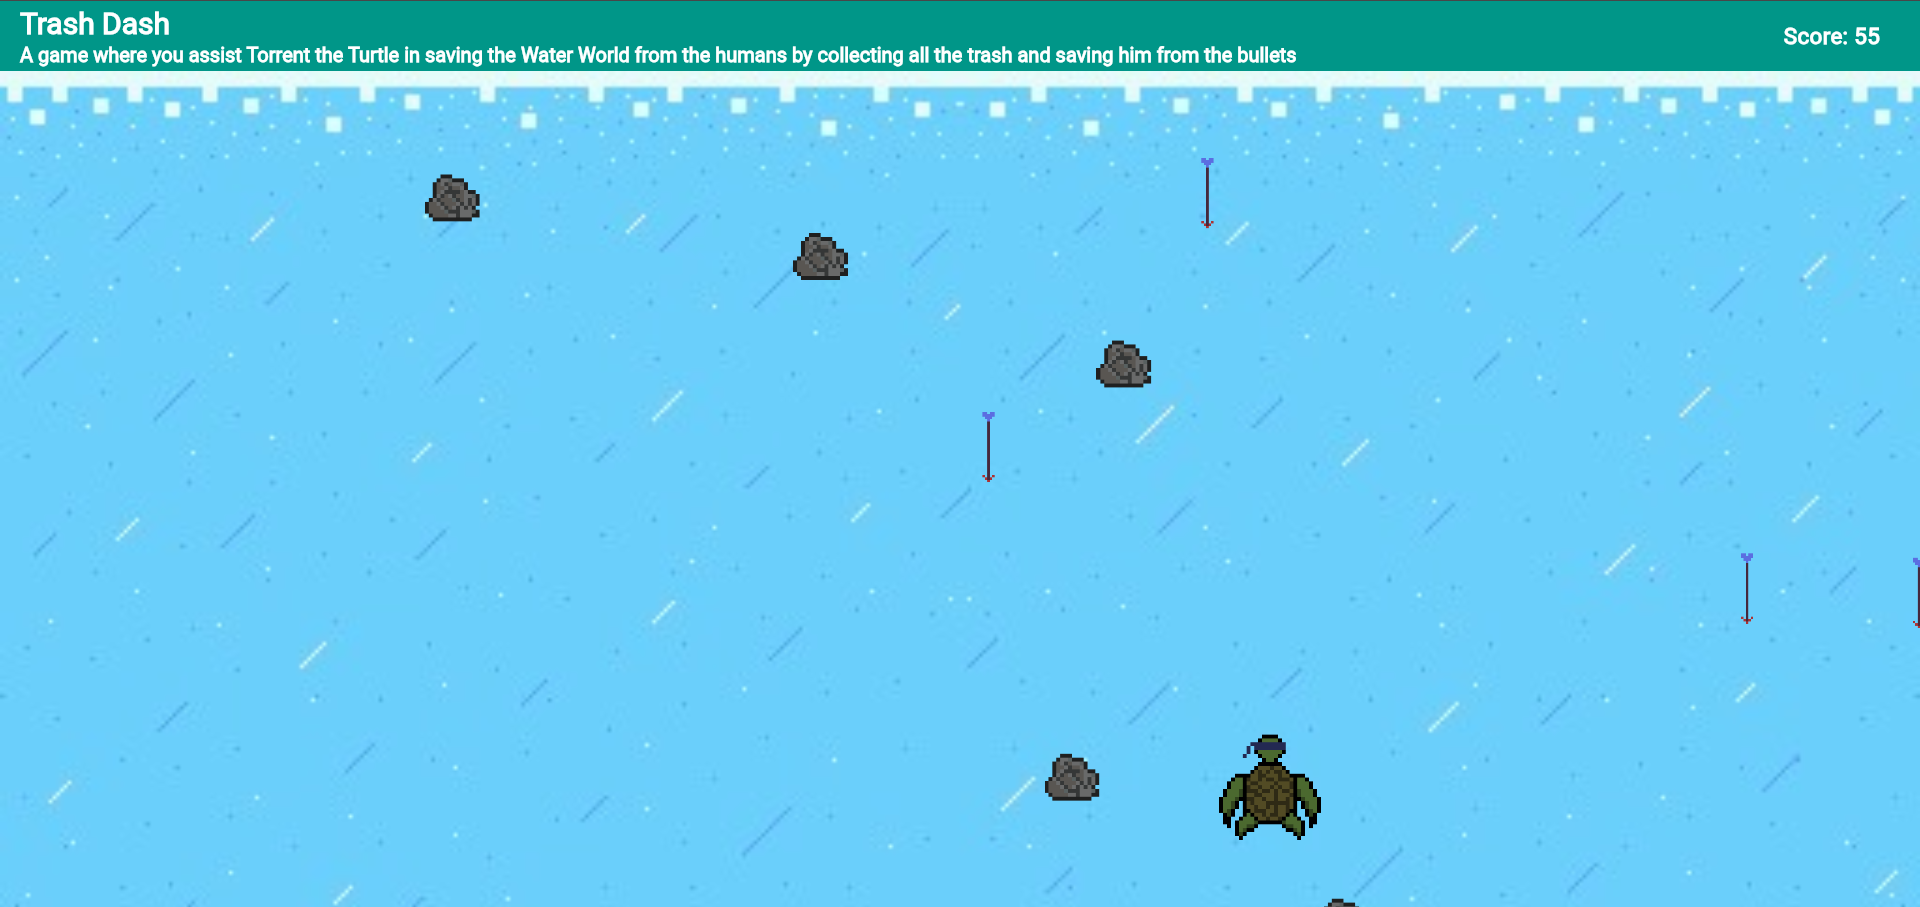 Trash Dash
A game where you assist Torrent the Turtle in saving the Water World from the humans by collecting all the trash and saving him from the bullets
Score: 55